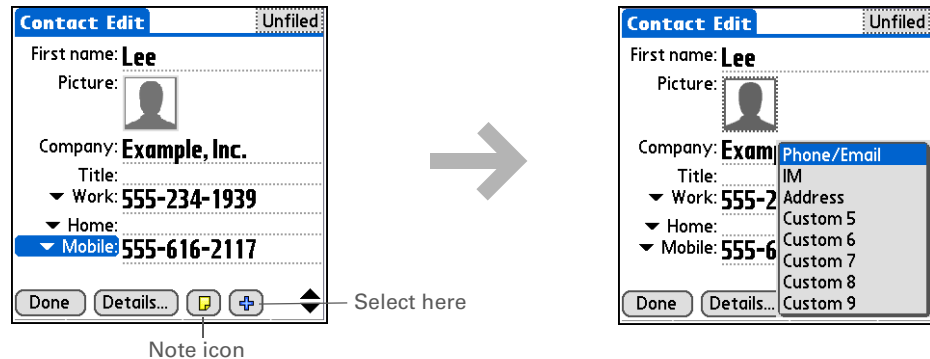 Contact Edit Unfiled
First name: Lee
Picture:
Company: Example, Inc.
Title:
Work: 555-234-1939
Home:
Mobile: 555-616-2117
Done Details...
Select here
Note icon
Contact Edit Unfiled
First name: Lee
Picture:
Company: Exam
Title:
Work: 555-2
Home:
Mobile: 555-6
Done Details...
Phone/Email
IM
Address
Custom 5
Custom 6
Custom 7
Custom 8
Custom 9